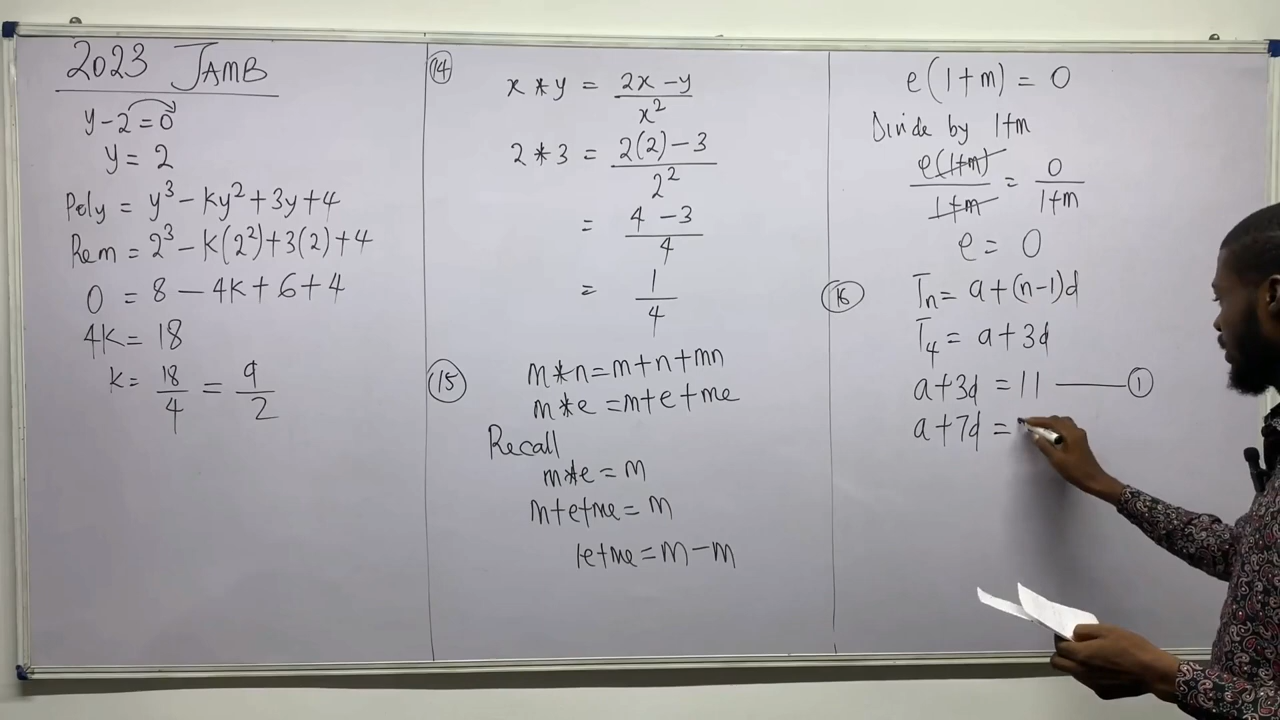 2023 JAMB
y-2=0
y = 2
Poly = y³ - ky² + 3y + 4
Rem = 2³ - k(2²) + 3(2) + 4
0 = 8 - 4k + 6 + 4
4k = 18
k = 18/4 = 9/2
(14)
x * y = (2x - y)/x²
2 * 3 = (2(2) - 3)/2²
= (4 - 3)/4
= 1/4
(15)
m*n = m+n+mn
m*e = m+e+me
Recall
m*e = m
m+e+me = m
1e+me = m-m
e(1+m) = 0
Divide by 1+m
e(1+m)/1+m = 0/1+m
e = 0
(16)
Tₙ = a+(n-1)d
T₄ = a+3d
a+3d = 11 —— (1)
a+7d =